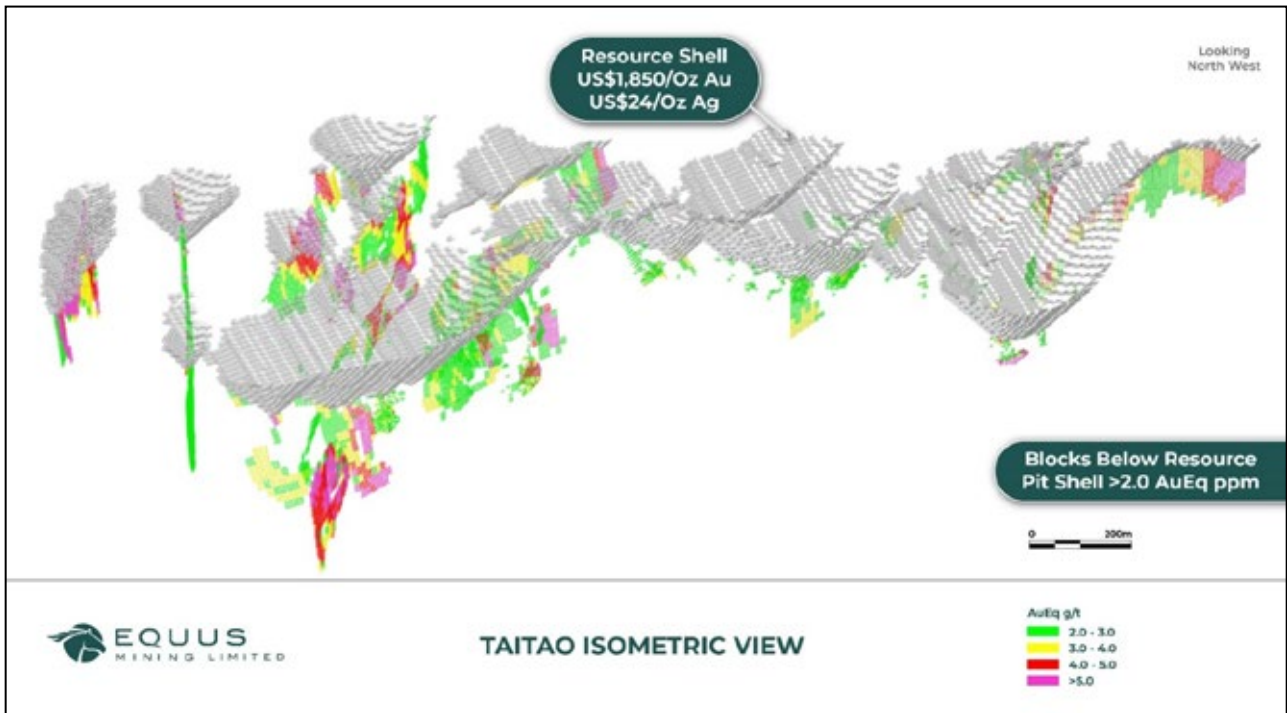 Resource Shell
US$1,850/Oz Au
US$24/Oz Ag
Looking
North West
Blocks Below Resource
Pit Shell >2.0 AuEq ppm
0 200m
EQUUS
MINING LIMITED
TAITAO ISOMETRIC VIEW
AuEq g/t
2.0 - 3.0
3.0 - 4.0
4.0 - 5.0
>5.0